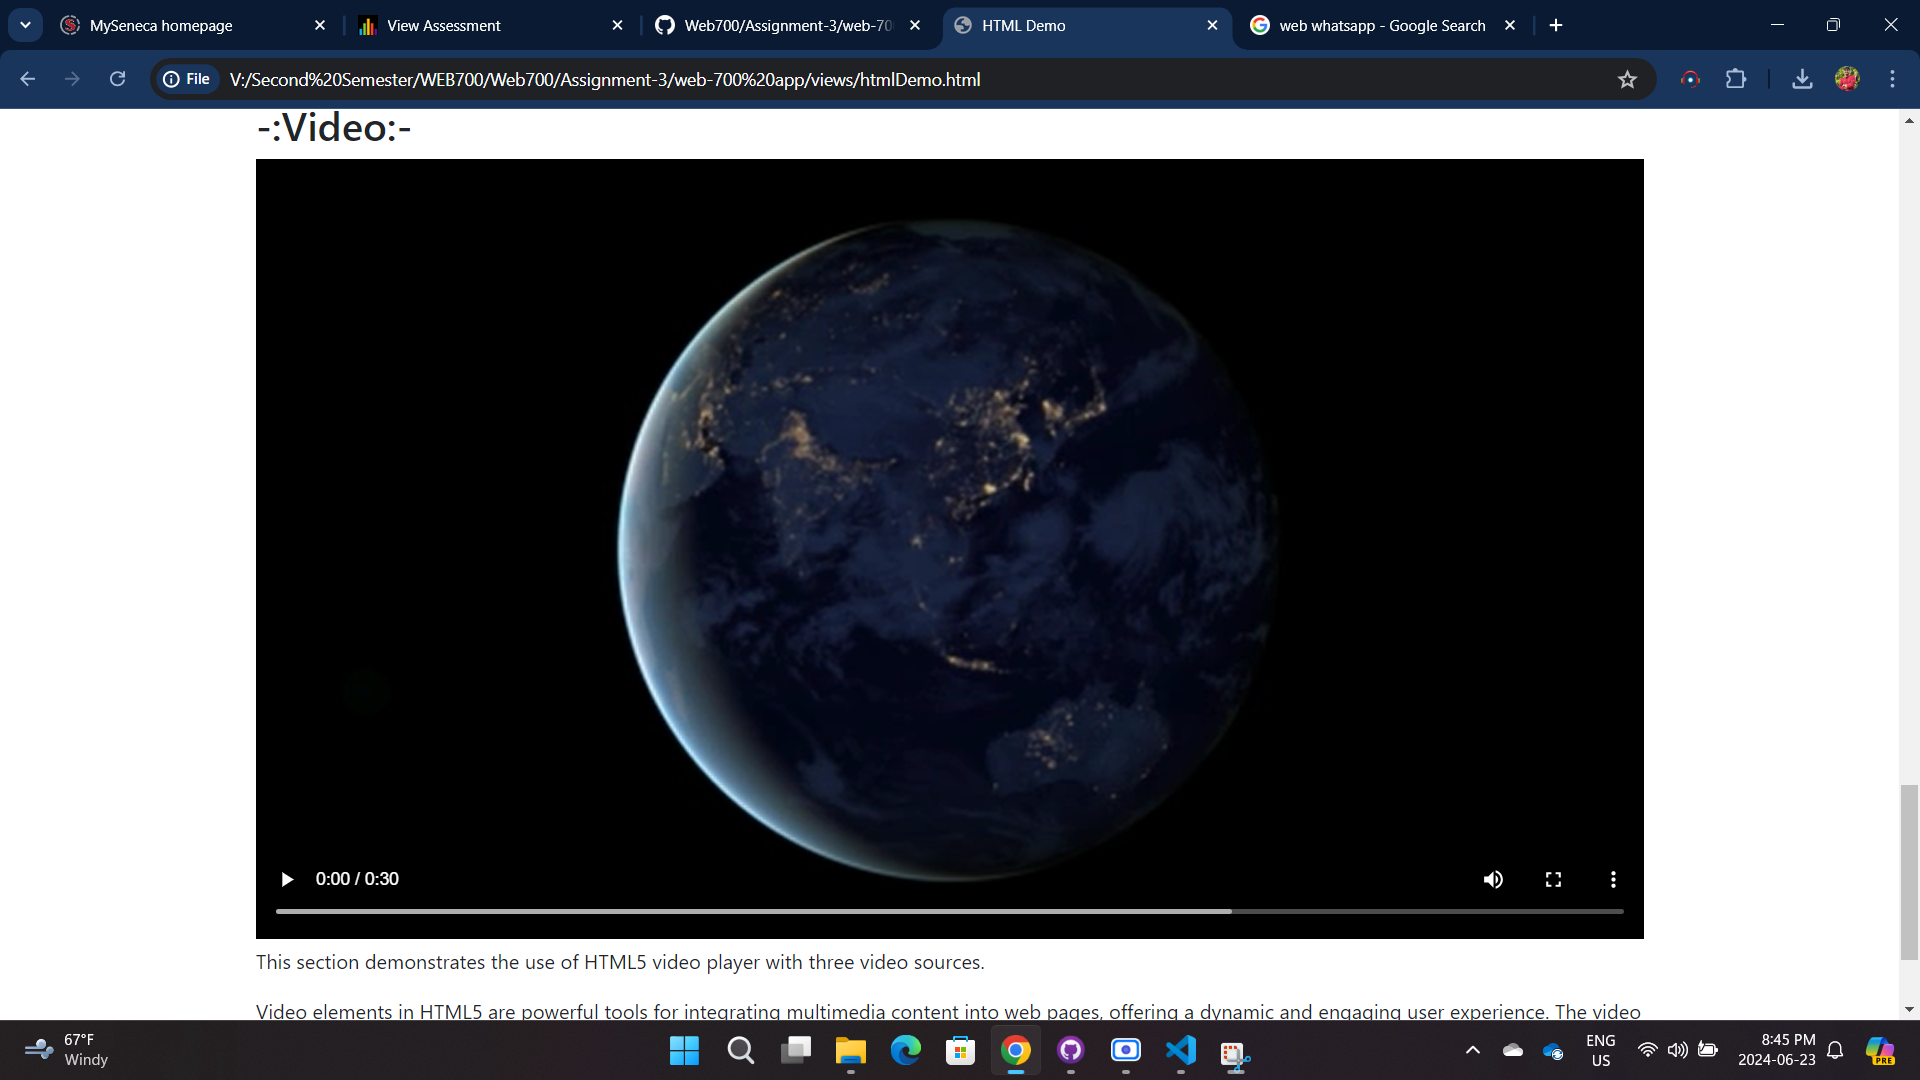 MySeneca homepage
View Assessment
Web700/Assignment-3/web-70
HTML Demo
web whatsapp - Google Search
File
V:/Second%20Semester/WEB700/Web700/Assignment-3/web-700%20app/views/htmlDemo.html
-:Video:-
0:00 / 0:30
This section demonstrates the use of HTML5 video player with three video sources.
Video elements in HTML5 are powerful tools for integrating multimedia content into web pages, offering a dynamic and engaging user experience. The video
67°F
Windy
ENG
US
8:45 PM
2024-06-23
PRE